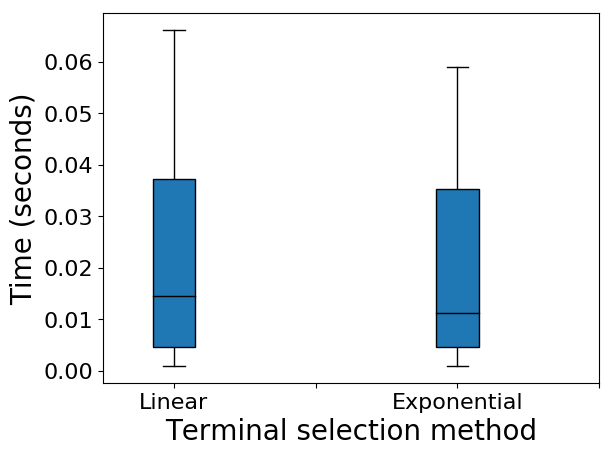 Time (seconds)
0.06
0.05
0.04
0.03
0.02
0.01
0.00
Linear
Exponential
Terminal selection method